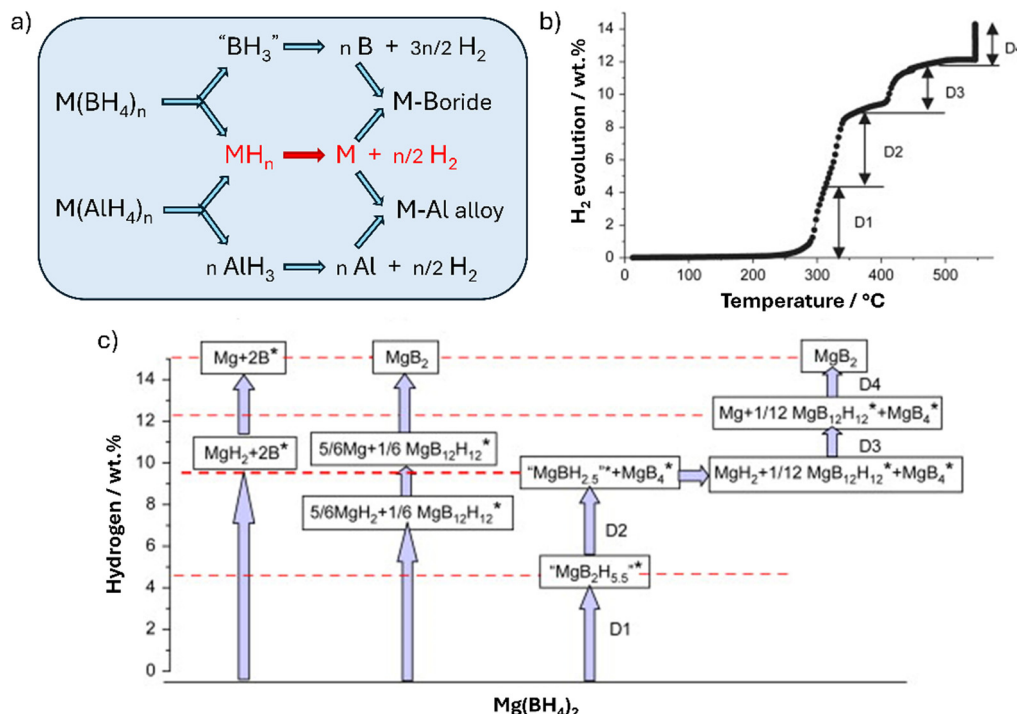 a)
"BH₃" n B + 3n/2 H₂
M(BH₄)ₙ
M-Boride
MHₙ M + n/2 H₂
M(AlH₄)ₙ
M-Al alloy
n AlH₃ n Al + n/2 H₂
b)
H₂ evolution / wt.%
14
12
10
8
6
4
2
0
D1
D2
D3
0 100 200 300 400 500
Temperature / °C
c)
Hydrogen / wt.%
14
12
10
8
6
4
2
0
Mg+2B*
MgH₂+2B*
MgB₂
5/6Mg+1/6 MgB₁₂H₁₂*
5/6MgH₂+1/6 MgB₁₂H₁₂*
"MgBH₂.₅"*+MgB₄*
D2
"MgB₂H₅.₅"*
D1
MgB₂
D4
Mg+1/12 MgB₁₂H₁₂*+MgB₄*
D3
MgH₂+1/12 MgB₁₂H₁₂*+MgB₄*
Mg(BH₄)₂